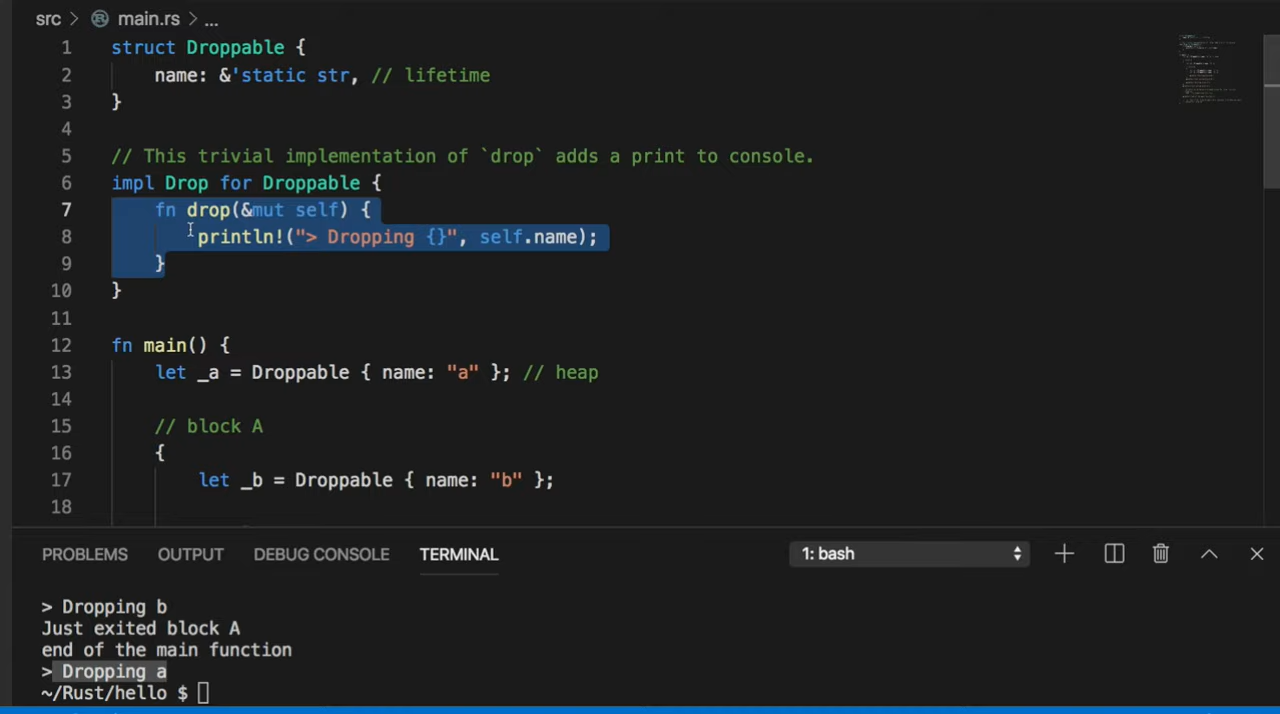 src > main.rs > ...
1 struct Droppable {
2 name: &'static str, // lifetime
3 }
4
5 // This trivial implementation of `drop` adds a print to console.
6 impl Drop for Droppable {
7 fn drop(&mut self) {
8 println!("> Dropping {}", self.name);
9 }
10 }
11
12 fn main() {
13 let _a = Droppable { name: "a" }; // heap
14
15 // block A
16 {
17 let _b = Droppable { name: "b" };
18
PROBLEMS OUTPUT DEBUG CONSOLE TERMINAL 1: bash
> Dropping b
Just exited block A
end of the main function
> Dropping a
~/Rust/hello $